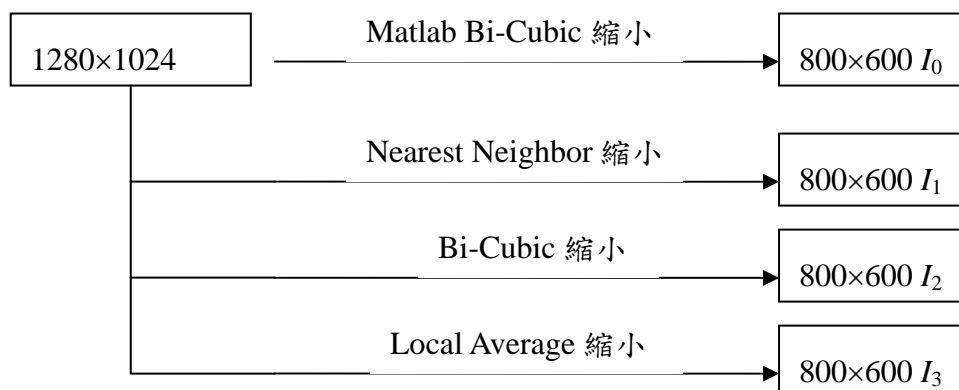 Matlab Bi-Cubic 縮小
1280×1024
800×600 I₀
Nearest Neighbor 縮小
800×600 I₁
Bi-Cubic 縮小
800×600 I₂
Local Average 縮小
800×600 I₃